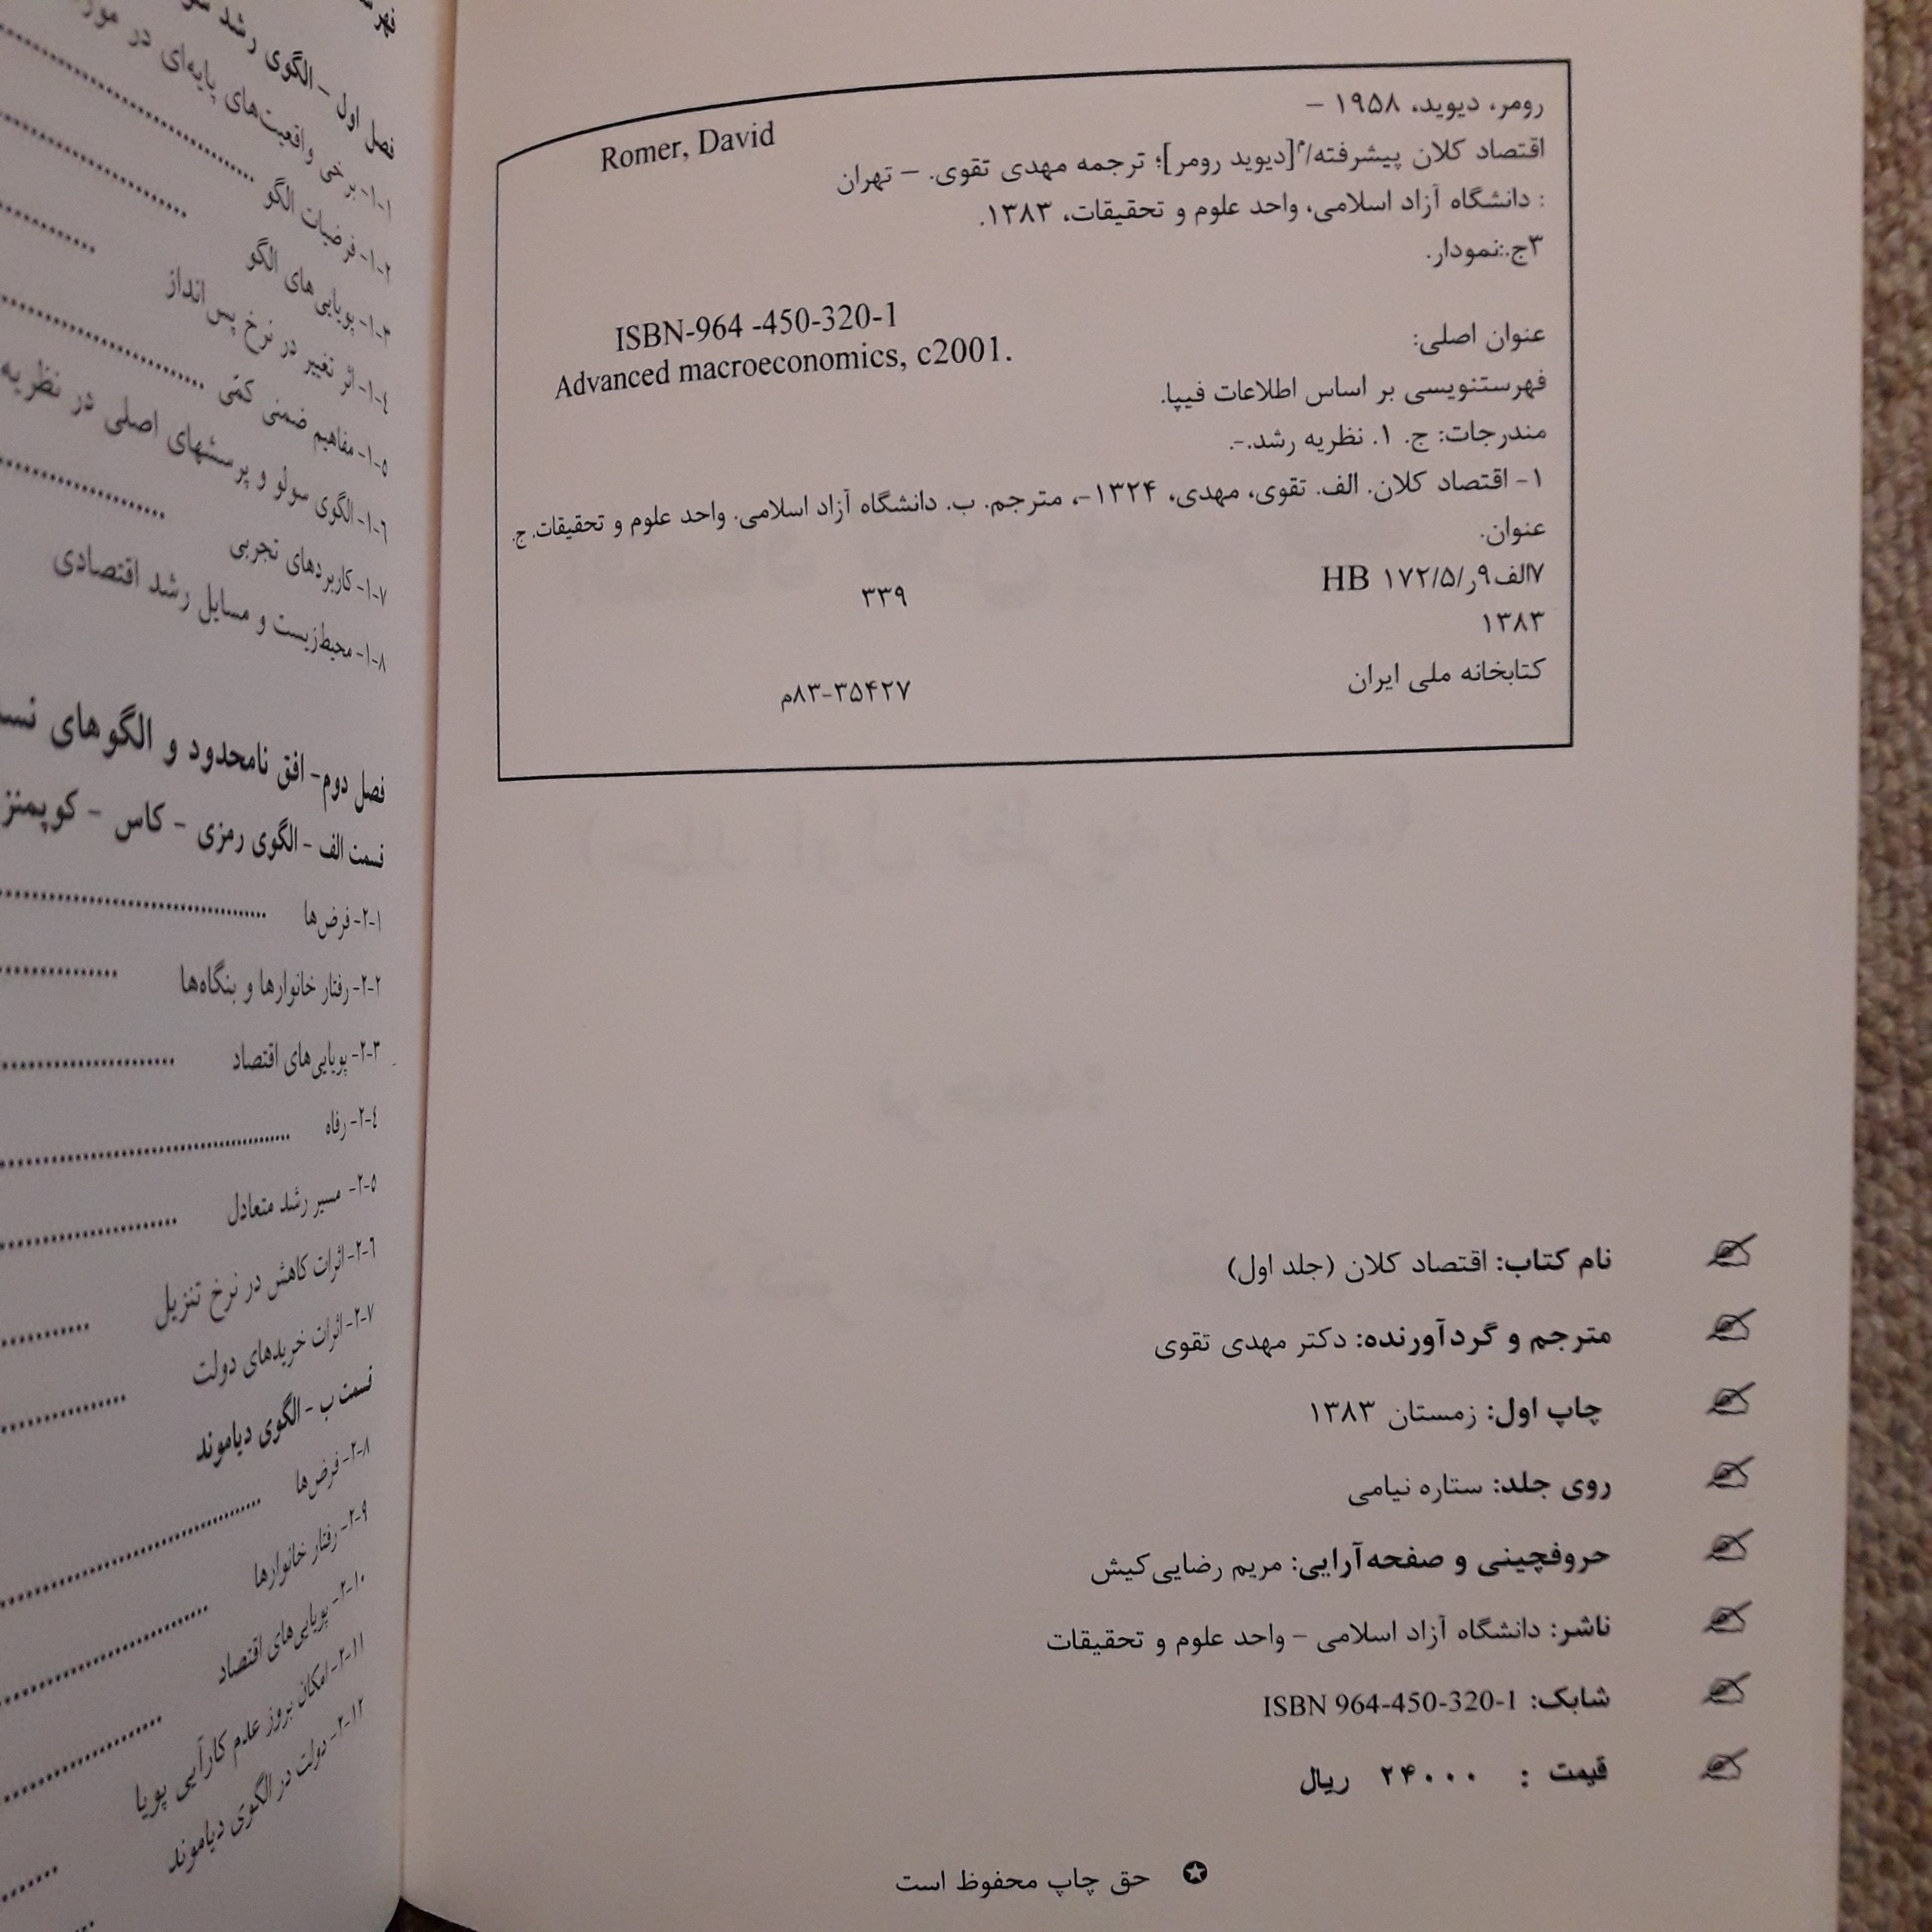 رومر، دیوید، ۱۹۵۸ –
Romer, David
اقتصاد کلان پیشرفته/ [دیوید رومر]؛ ترجمه مهدی تقوی. – تهران
: دانشگاه آزاد اسلامی، واحد علوم و تحقیقات، ۱۳۸۳.
۳ج.:نمودار.
ISBN-964 -450-320-1
عنوان اصلی:
Advanced macroeconomics, c2001.
فهرستنویسی بر اساس اطلاعات فیپا.
مندرجات: ج. ۱. نظریه رشد.-.
۱- اقتصاد کلان. الف. تقوی، مهدی، ۱۳۲۴-، مترجم. ب. دانشگاه آزاد اسلامی. واحد علوم و تحقیقات. ج.
عنوان.
۷الف۹ر/۱۷۲/۵ HB
۳۳۹
۱۳۸۳
کتابخانه ملی ایران
۸۳-۳۵۴۲۷م
نام کتاب: اقتصاد کلان (جلد اول)
مترجم و گردآورنده: دکتر مهدی تقوی
چاپ اول: زمستان ۱۳۸۳
روی جلد: ستاره نیامی
حروفچینی و صفحه‌آرایی: مریم رضایی‌کیش
ناشر: دانشگاه آزاد اسلامی – واحد علوم و تحقیقات
شابک: ISBN 964-450-320-1
قیمت : ۲۴۰۰۰ ریال
حق چاپ محفوظ است
فصل اول – الگوی رشد
۱-۱- برخی واقعیت‌های پایه‌ای در
۱-۲- فرضیات الگو
۱-۳- پویایی‌های الگو
۱-۴- اثر تغییر در نرخ پس‌انداز
۱-۵- مفاهیم ضمنی کمّی
۱-۶- الگوی سولو و پرسشهای اصلی در نظریه
۱-۷- کاربردهای تجربی
۱-۸- محیط‌زیست و مسایل رشد اقتصادی
فصل دوم- افق نامحدود و الگوهای
قسمت الف – الگوی رمزی – کاس – کوپمنز
۲-۱- فرض‌ها
۲-۲- رفتار خانوارها و بنگاه‌ها
۲-۳- پویایی‌های اقتصاد
۲-۴- رفاه
۲-۵- مسیر رشد متعادل
۲-۶- اثرات کاهش در نرخ تنزیل
۲-۷- اثرات خریدهای دولت
قسمت ب – الگوی دیاموند
۲-۸- فرض‌ها
۲-۹- رفتار خانوارها
۲-۱۰- پویایی‌های اقتصاد
۲-۱۱- امکان بروز عدم کارآیی پویا
۲-۱۲- دولت در الگوی دیاموند